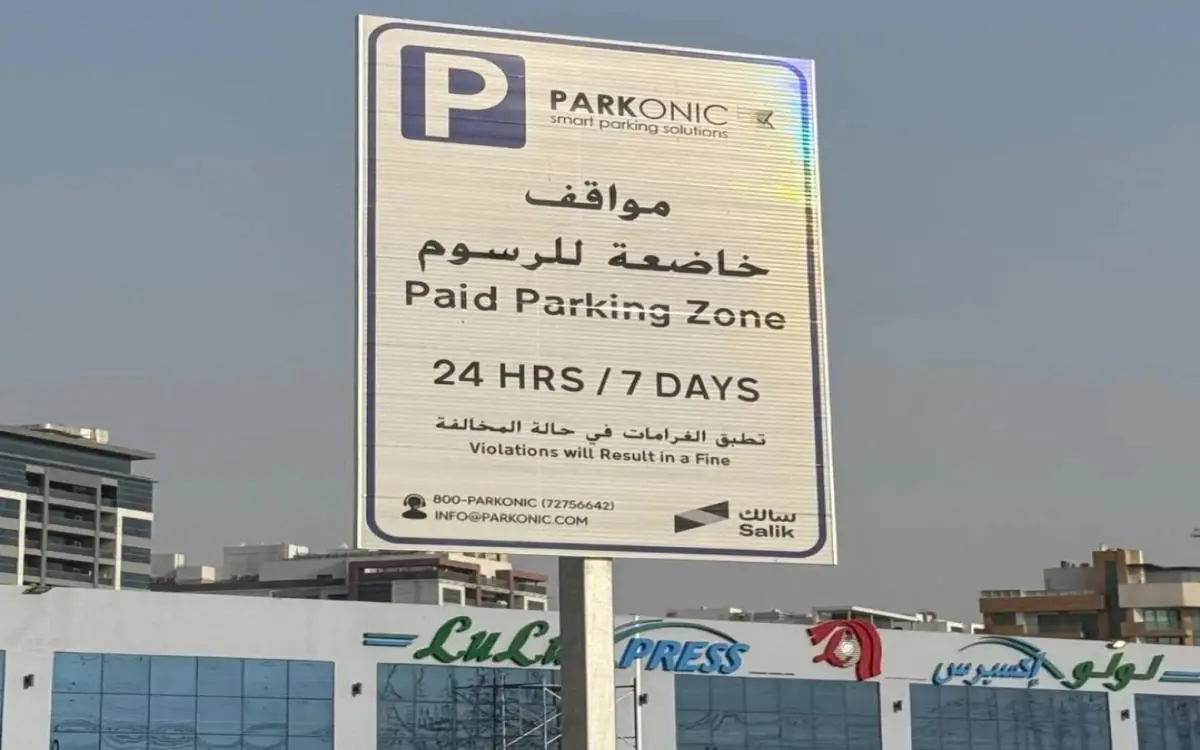 P
PARKONIC
smart parking solutions
مواقف
خاضعة للرسوم
Paid Parking Zone
24 HRS / 7 DAYS
تطبق الغرامات في حالة المخالفة
Violations will Result in a Fine
800-PARKONIC (72756642)
INFO@PARKONIC.COM
سالك
Salik
LuLu PRESS
لولو إكسبرس